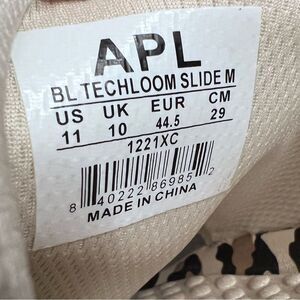 APL
BL TECHLOOM SLIDE M
US UK EUR CM
11 10 44.5 29
1221XC
8 40222 86985 2
MADE IN CHINA